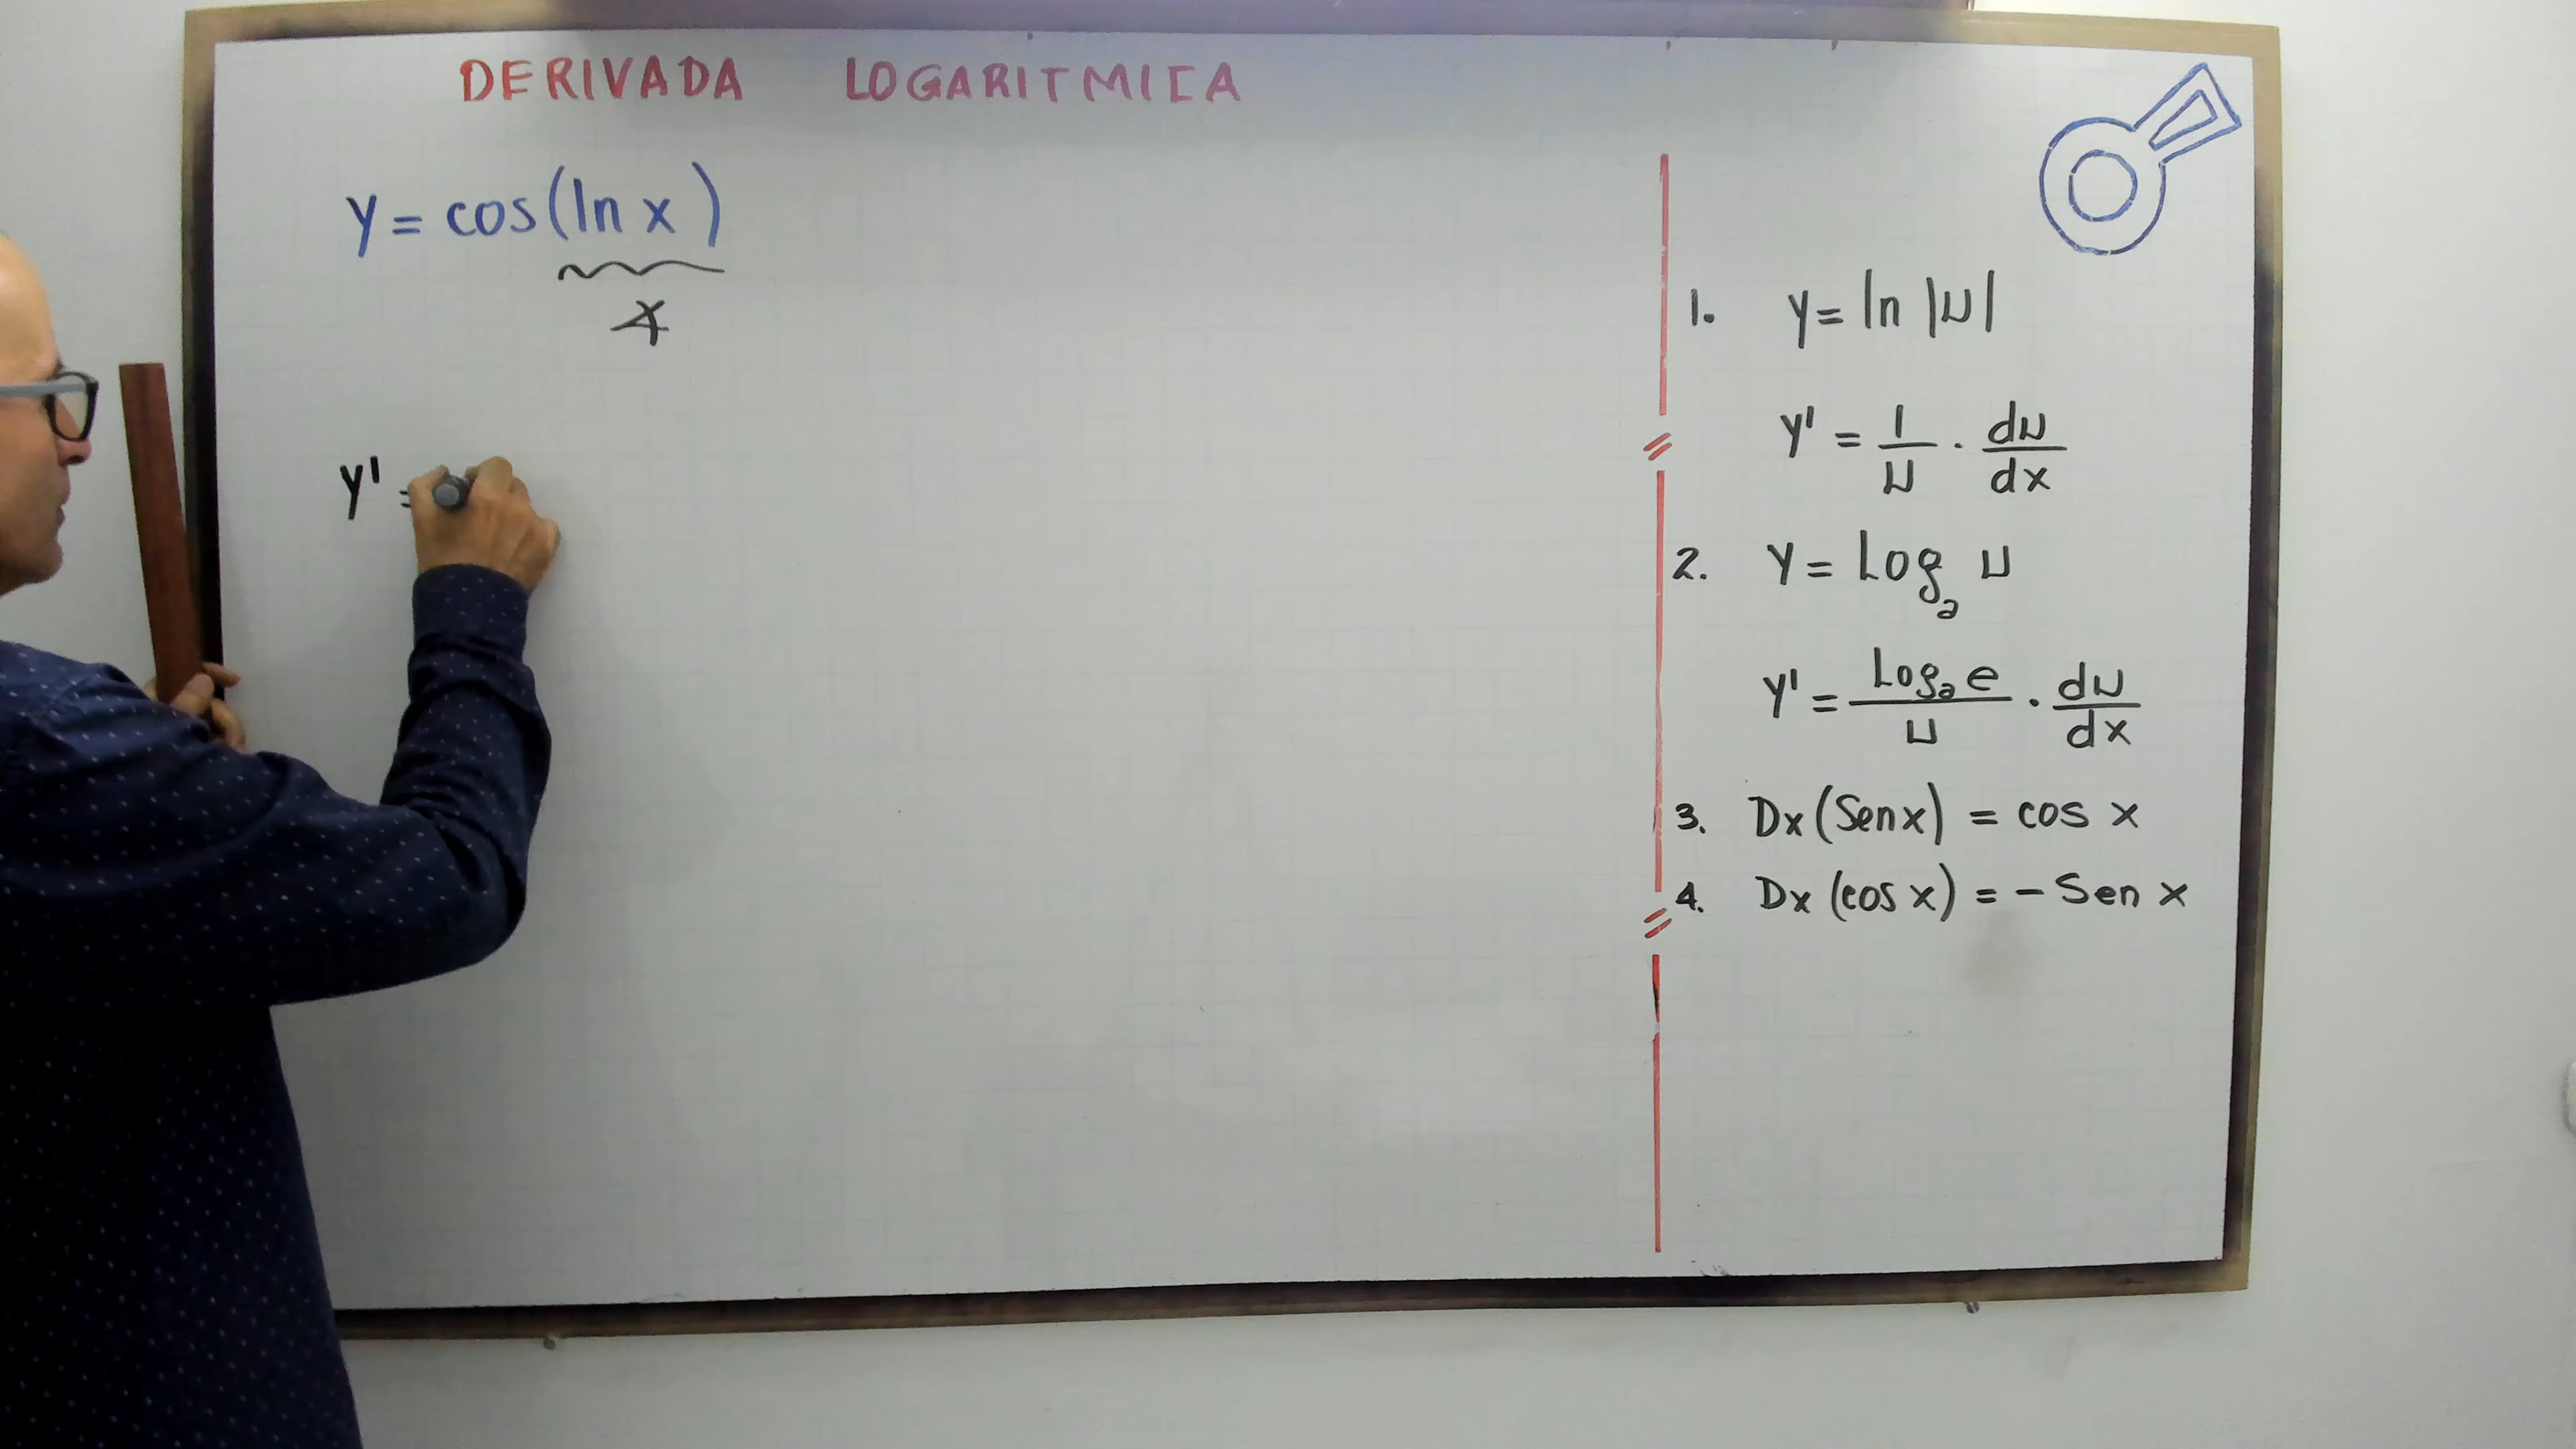 DERIVADA LOGARITMICA
y = cos(ln x)
∡
y' =
1. y = ln |u|
y' = 1/u · du/dx
2. y = Log_a u
y' = Log_a e/u · du/dx
3. Dx (Sen x) = cos x
4. Dx (cos x) = - Sen x